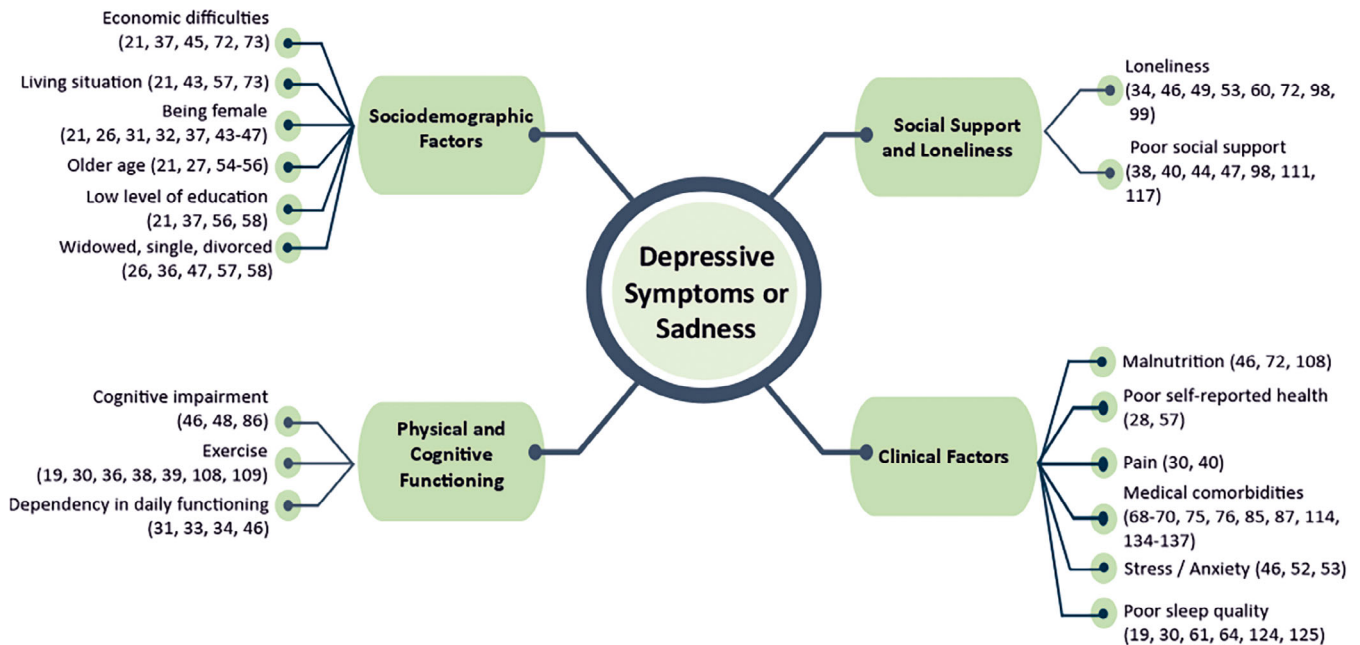 Economic difficulties
(21, 37, 45, 72, 73)
Living situation (21, 43, 57, 73)
Being female
(21, 26, 31, 32, 37, 43-47)
Older age (21, 27, 54-56)
Low level of education
(21, 37, 56, 58)
Widowed, single, divorced
(26, 36, 47, 57, 58)
Sociodemographic
Factors
Social Support
and Loneliness
Loneliness
(34, 46, 49, 53, 60, 72, 98,
99)
Poor social support
(38, 40, 44, 47, 98, 111,
117)
Depressive
Symptoms or
Sadness
Cognitive impairment
(46, 48, 86)
Exercise
(19, 30, 36, 38, 39, 108, 109)
Dependency in daily functioning
(31, 33, 34, 46)
Physical and
Cognitive
Functioning
Clinical Factors
Malnutrition (46, 72, 108)
Poor self-reported health
(28, 57)
Pain (30, 40)
Medical comorbidities
(68-70, 75, 76, 85, 87, 114,
134-137)
Stress / Anxiety (46, 52, 53)
Poor sleep quality
(19, 30, 61, 64, 124, 125)